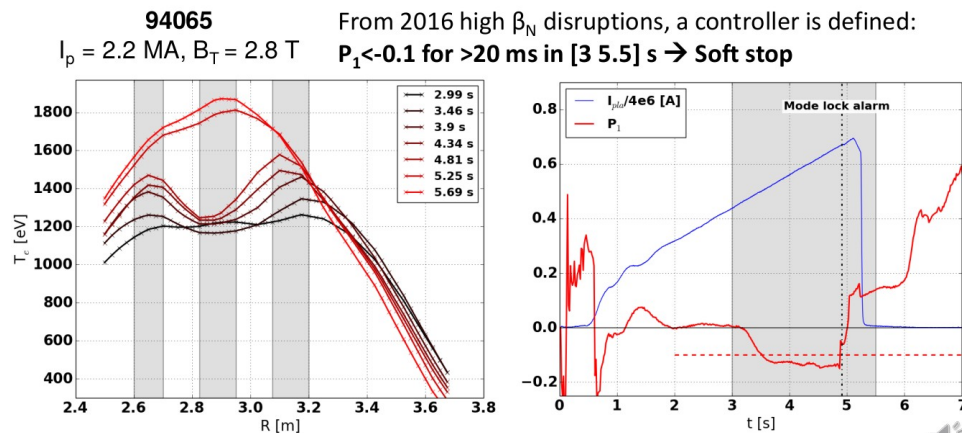 94065
I_p = 2.2 MA, B_T = 2.8 T
From 2016 high β_N disruptions, a controller is defined:
P_1<-0.1 for >20 ms in [3 5.5] s → Soft stop
1800
1600
1400
1200
1000
800
600
400
T_e [eV]
2.99 s
3.46 s
3.9 s
4.34 s
4.81 s
5.25 s
5.69 s
2.4 2.6 2.8 3.0 3.2 3.4 3.6 3.8
R [m]
I_pla/4e6 [A]
P_1
Mode lock alarm
0.8
0.6
0.4
0.2
0.0
−0.2
0 1 2 3 4 5 6 7
t [s]